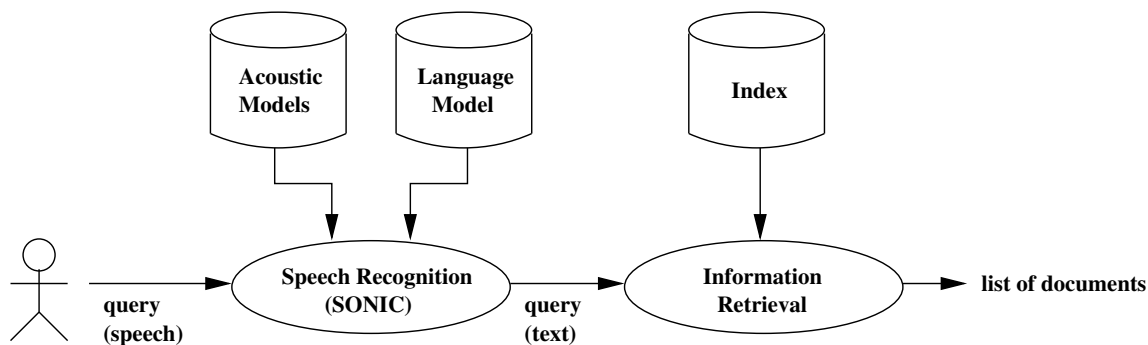 Acoustic
Models
Language
Model
Index
Speech Recognition
(SONIC)
Information
Retrieval
list of documents
query
(speech)
query
(text)